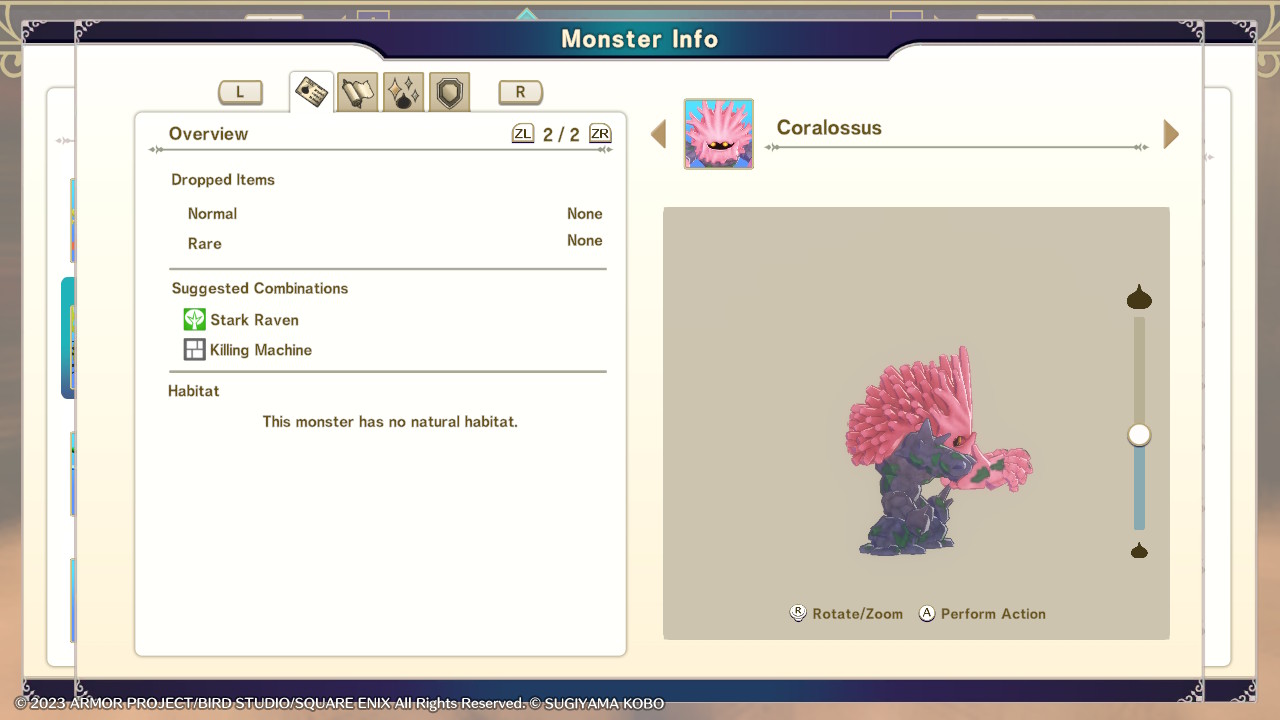 Monster Info
L
R
Overview
ZL 2 / 2 ZR
Dropped Items
Normal None
Rare None
Suggested Combinations
Stark Raven
Killing Machine
Habitat
This monster has no natural habitat.
Coralossus
R Rotate/Zoom A Perform Action
© 2023 ARMOR PROJECT/BIRD STUDIO/SQUARE ENIX All Rights Reserved. © SUGIYAMA KOBO